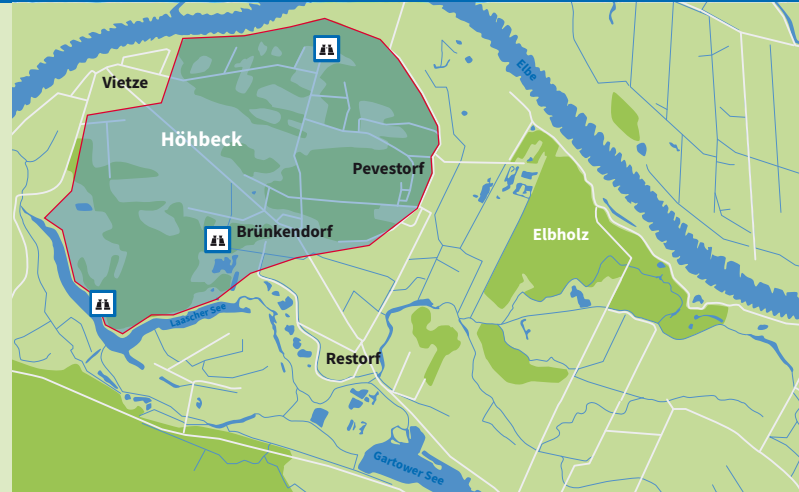 Elbe
Vietze
Höhbeck
Pevestorf
Brünkendorf
Elbholz
Laascher See
Restorf
Gartower See